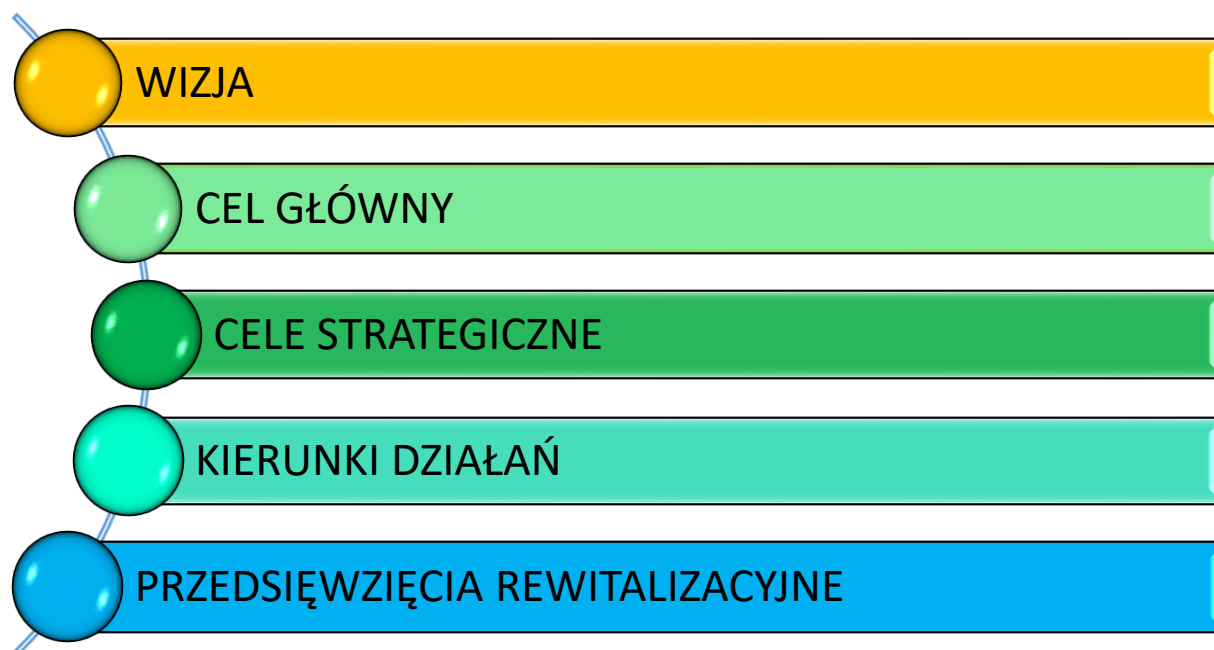 WIZJA
CEL GŁÓWNY
CELE STRATEGICZNE
KIERUNKI DZIAŁAŃ
PRZEDSIĘWZIĘCIA REWITALIZACYJNE